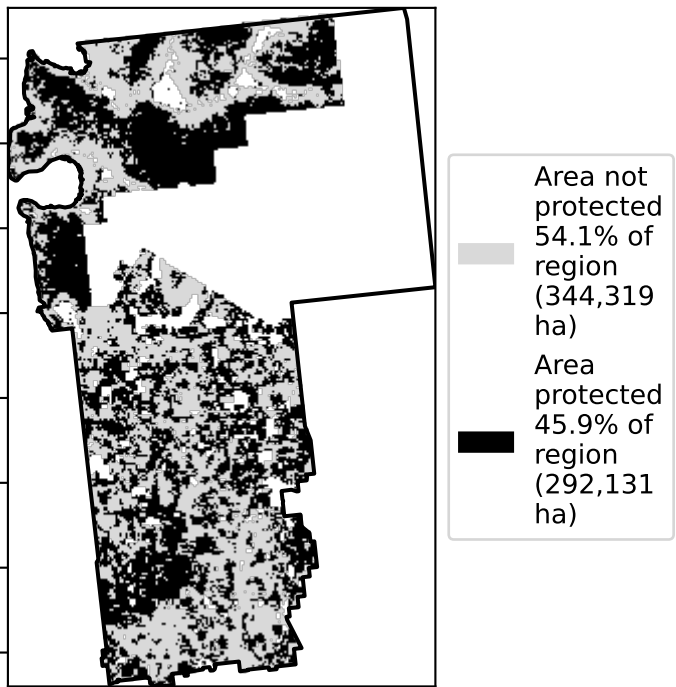 Area not
protected
54.1% of
region
(344,319
ha)
Area
protected
45.9% of
region
(292,131
ha)